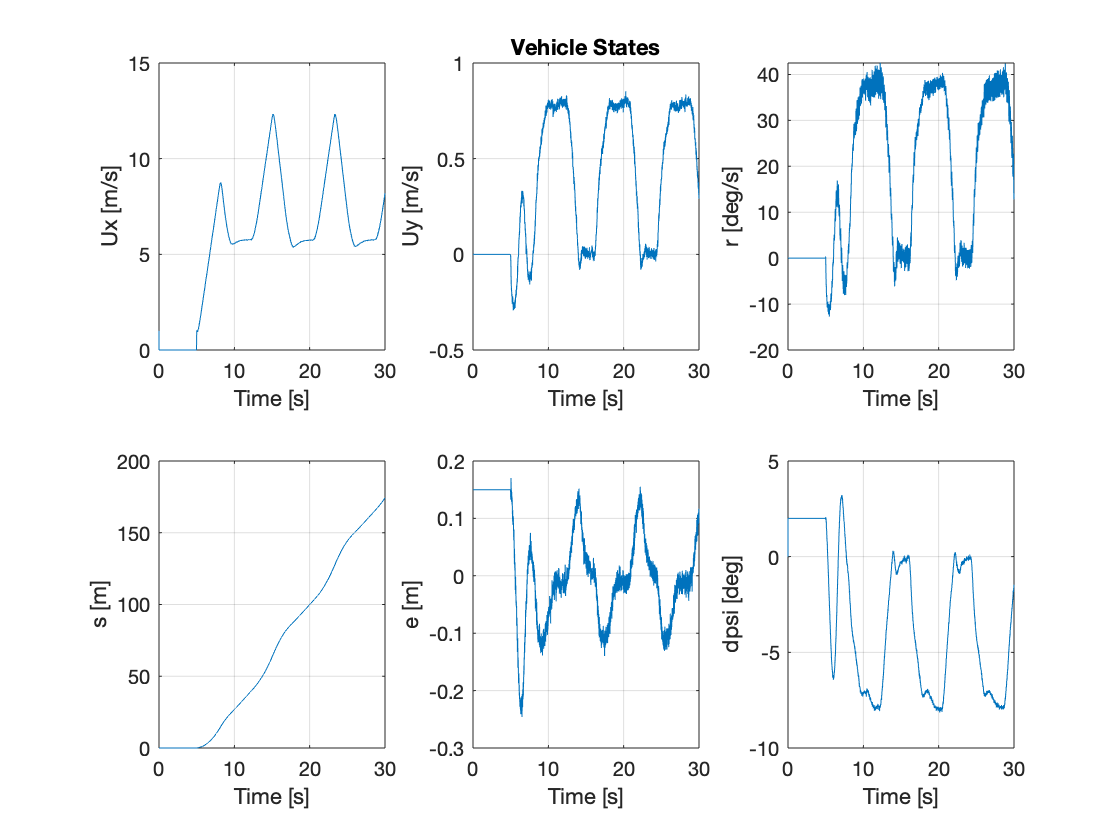 Vehicle States
15
10
5
0
Ux [m/s]
0 10 20 30
Time [s]
1
0.5
0
-0.5
Uy [m/s]
0 10 20 30
Time [s]
40
30
20
10
0
-10
-20
r [deg/s]
0 10 20 30
Time [s]
200
150
100
50
0
s [m]
0 10 20 30
Time [s]
0.2
0.1
0
-0.1
-0.2
-0.3
e [m]
0 10 20 30
Time [s]
5
0
-5
-10
dpsi [deg]
0 10 20 30
Time [s]